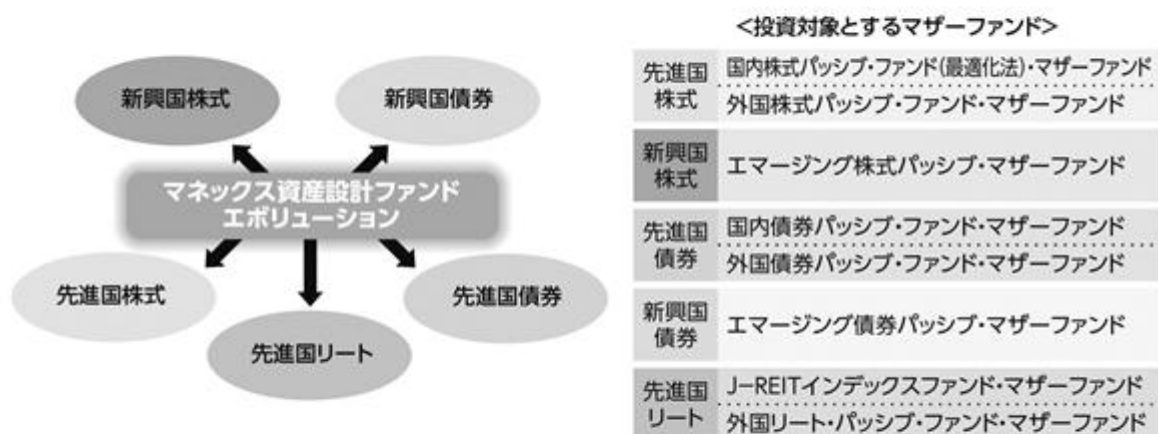 新興国株式
新興国債券
マネックス資産設計ファンド
エボリューション
先進国株式
先進国債券
先進国リート
<投資対象とするマザーファンド>
先進国
株式
国内株式パッシブ・ファンド(最適化法)・マザーファンド
外国株式パッシブ・ファンド・マザーファンド
新興国
株式
エマージング株式パッシブ・マザーファンド
先進国
債券
国内債券パッシブ・ファンド・マザーファンド
外国債券パッシブ・ファンド・マザーファンド
新興国
債券
エマージング債券パッシブ・マザーファンド
先進国
リート
J-REITインデックスファンド・マザーファンド
外国リート・パッシブ・ファンド・マザーファンド